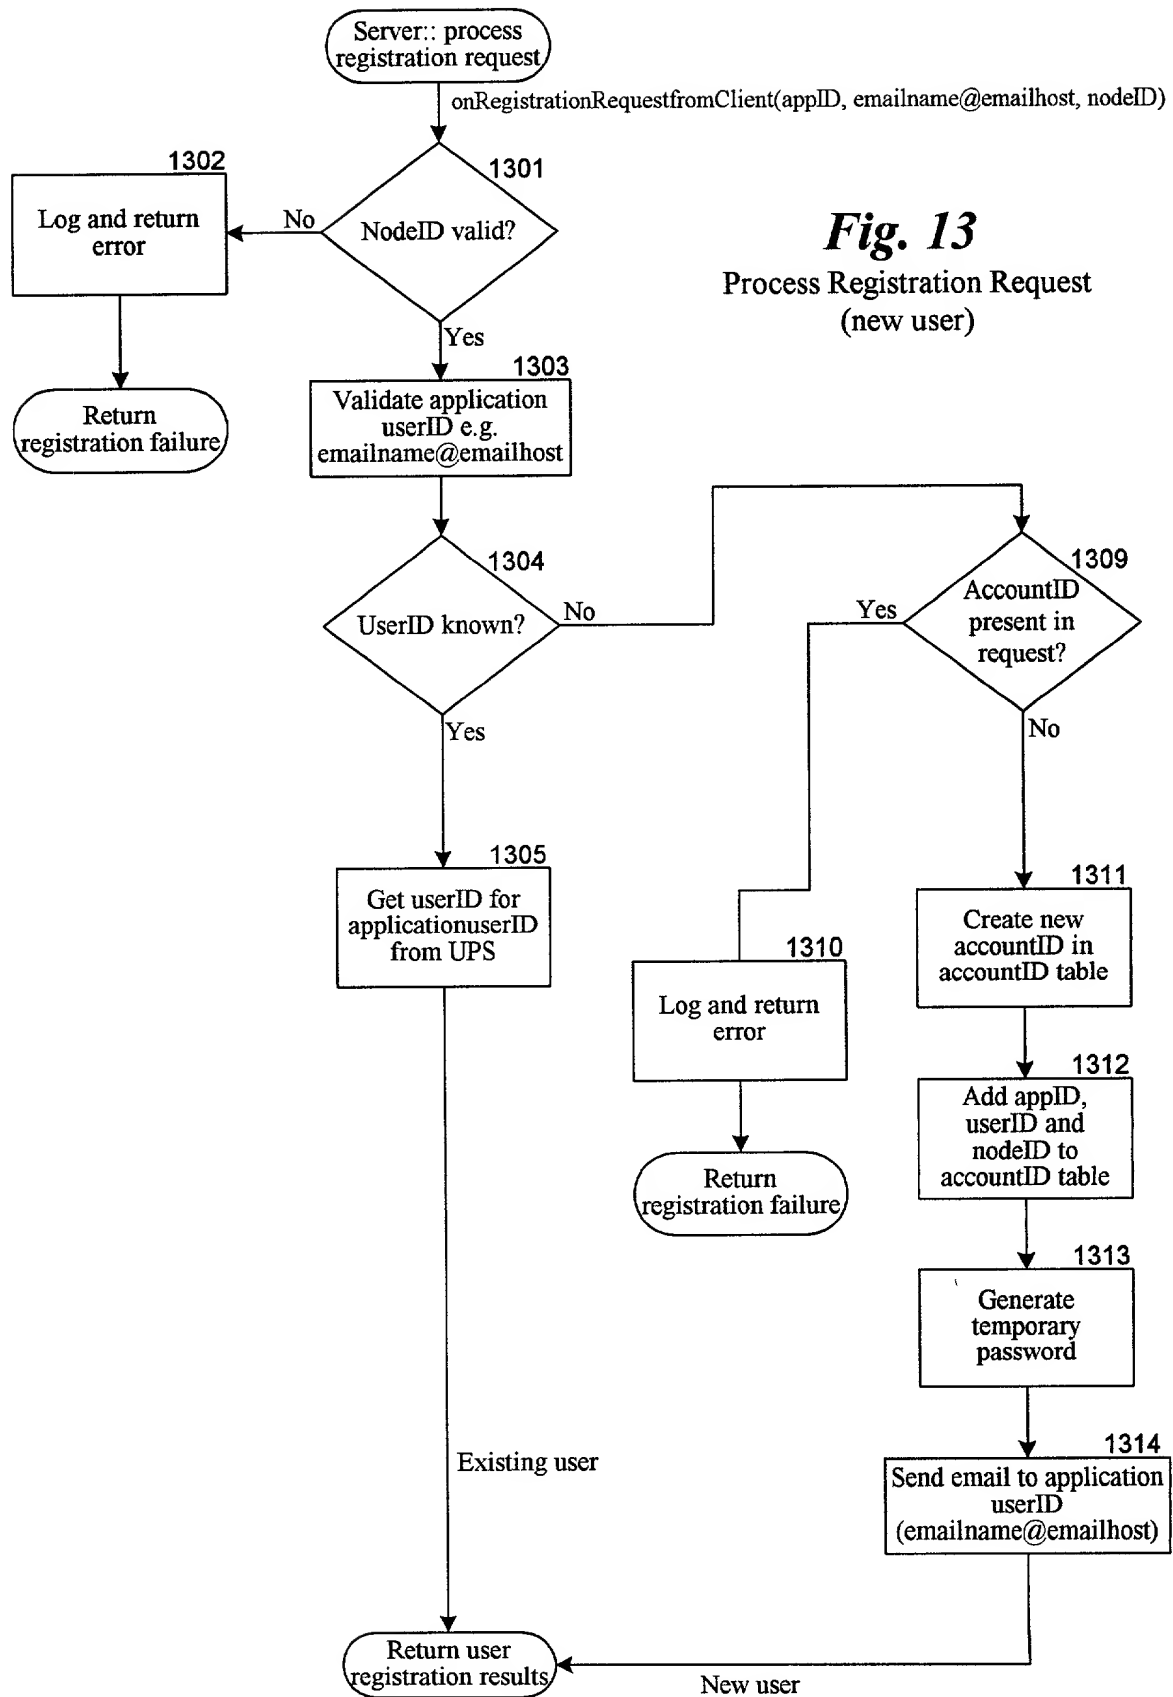 Server:: process
registration request
onRegistrationRequestfromClient(appID, emailname@emailhost, nodeID)
1302
Log and return
error
No
1301
NodeID valid?
Fig. 13
Process Registration Request
(new user)
Yes
Return
registration failure
1303
Validate application
userID e.g.
emailname@emailhost
1304
UserID known?
No
Yes
1309
AccountID
present in
request?
Yes
No
1305
Get userID for
applicationuserID
from UPS
1310
Log and return
error
Return
registration failure
1311
Create new
accountID in
accountID table
1312
Add appID,
userID and
nodeID to
accountID table
1313
Generate
temporary
password
1314
Send email to application
userID
(emailname@emailhost)
Existing user
Return user
registration results
New user